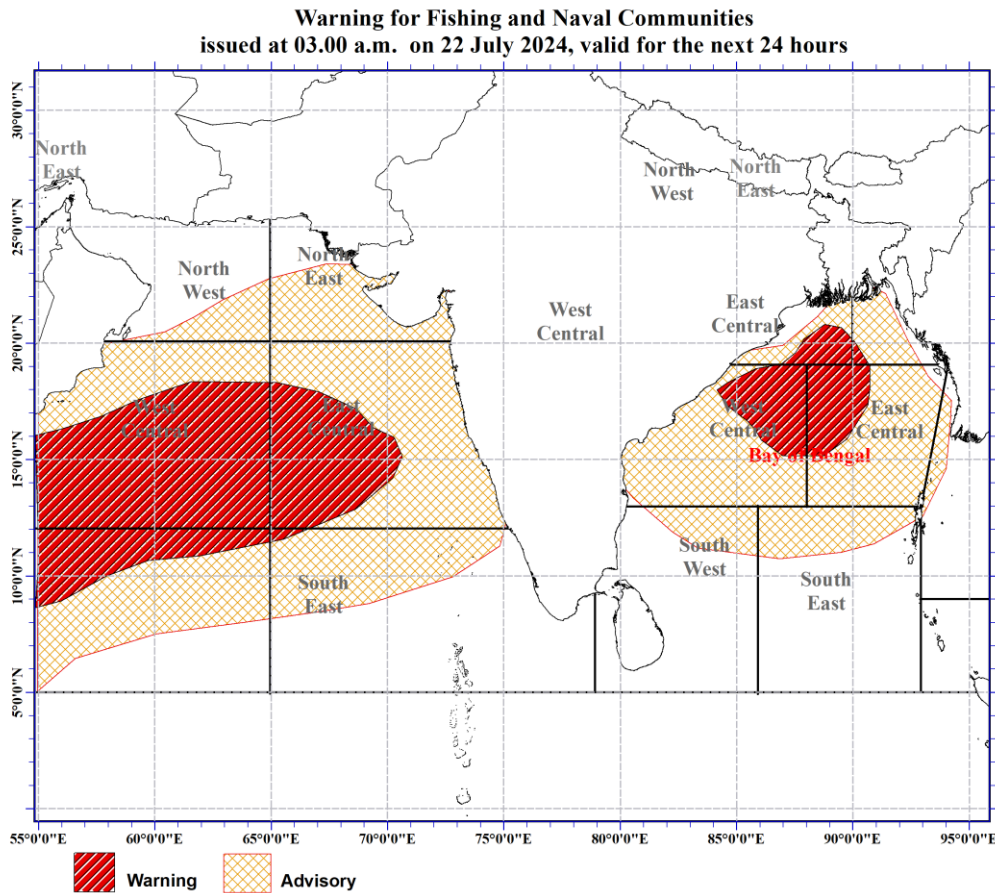 Warning for Fishing and Naval Communities
issued at 03.00 a.m. on 22 July 2024, valid for the next 24 hours
30°0'0"N
25°0'0"N
20°0'0"N
15°0'0"N
10°0'0"N
5°0'0"N
North
East
North
West
North
East
North
West
North
East
West
Central
East
Central
West
Central
East
Central
West
Central
East
Central
Bay of Bengal
South
East
South
West
South
East
55°0'0"E
60°0'0"E
65°0'0"E
70°0'0"E
75°0'0"E
80°0'0"E
85°0'0"E
90°0'0"E
95°0'0"E
Warning
Advisory